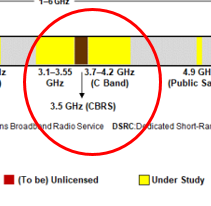 1–6 GHz
3.1–3.55 3.7–4.2 GHz 4.9 GH
GHz (C Band) (Public Sa
3.5 GHz (CBRS)
ns Broadband Radio Service DSRC:Dedicated Short-Ran
(To be) Unlicensed Under Study